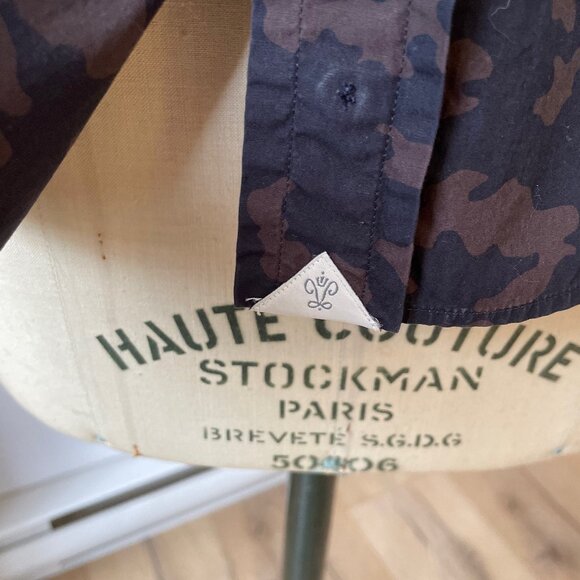 HAUTE COUTURE
STOCKMAN
PARIS
BREVETÉ S.G.D.G
50406